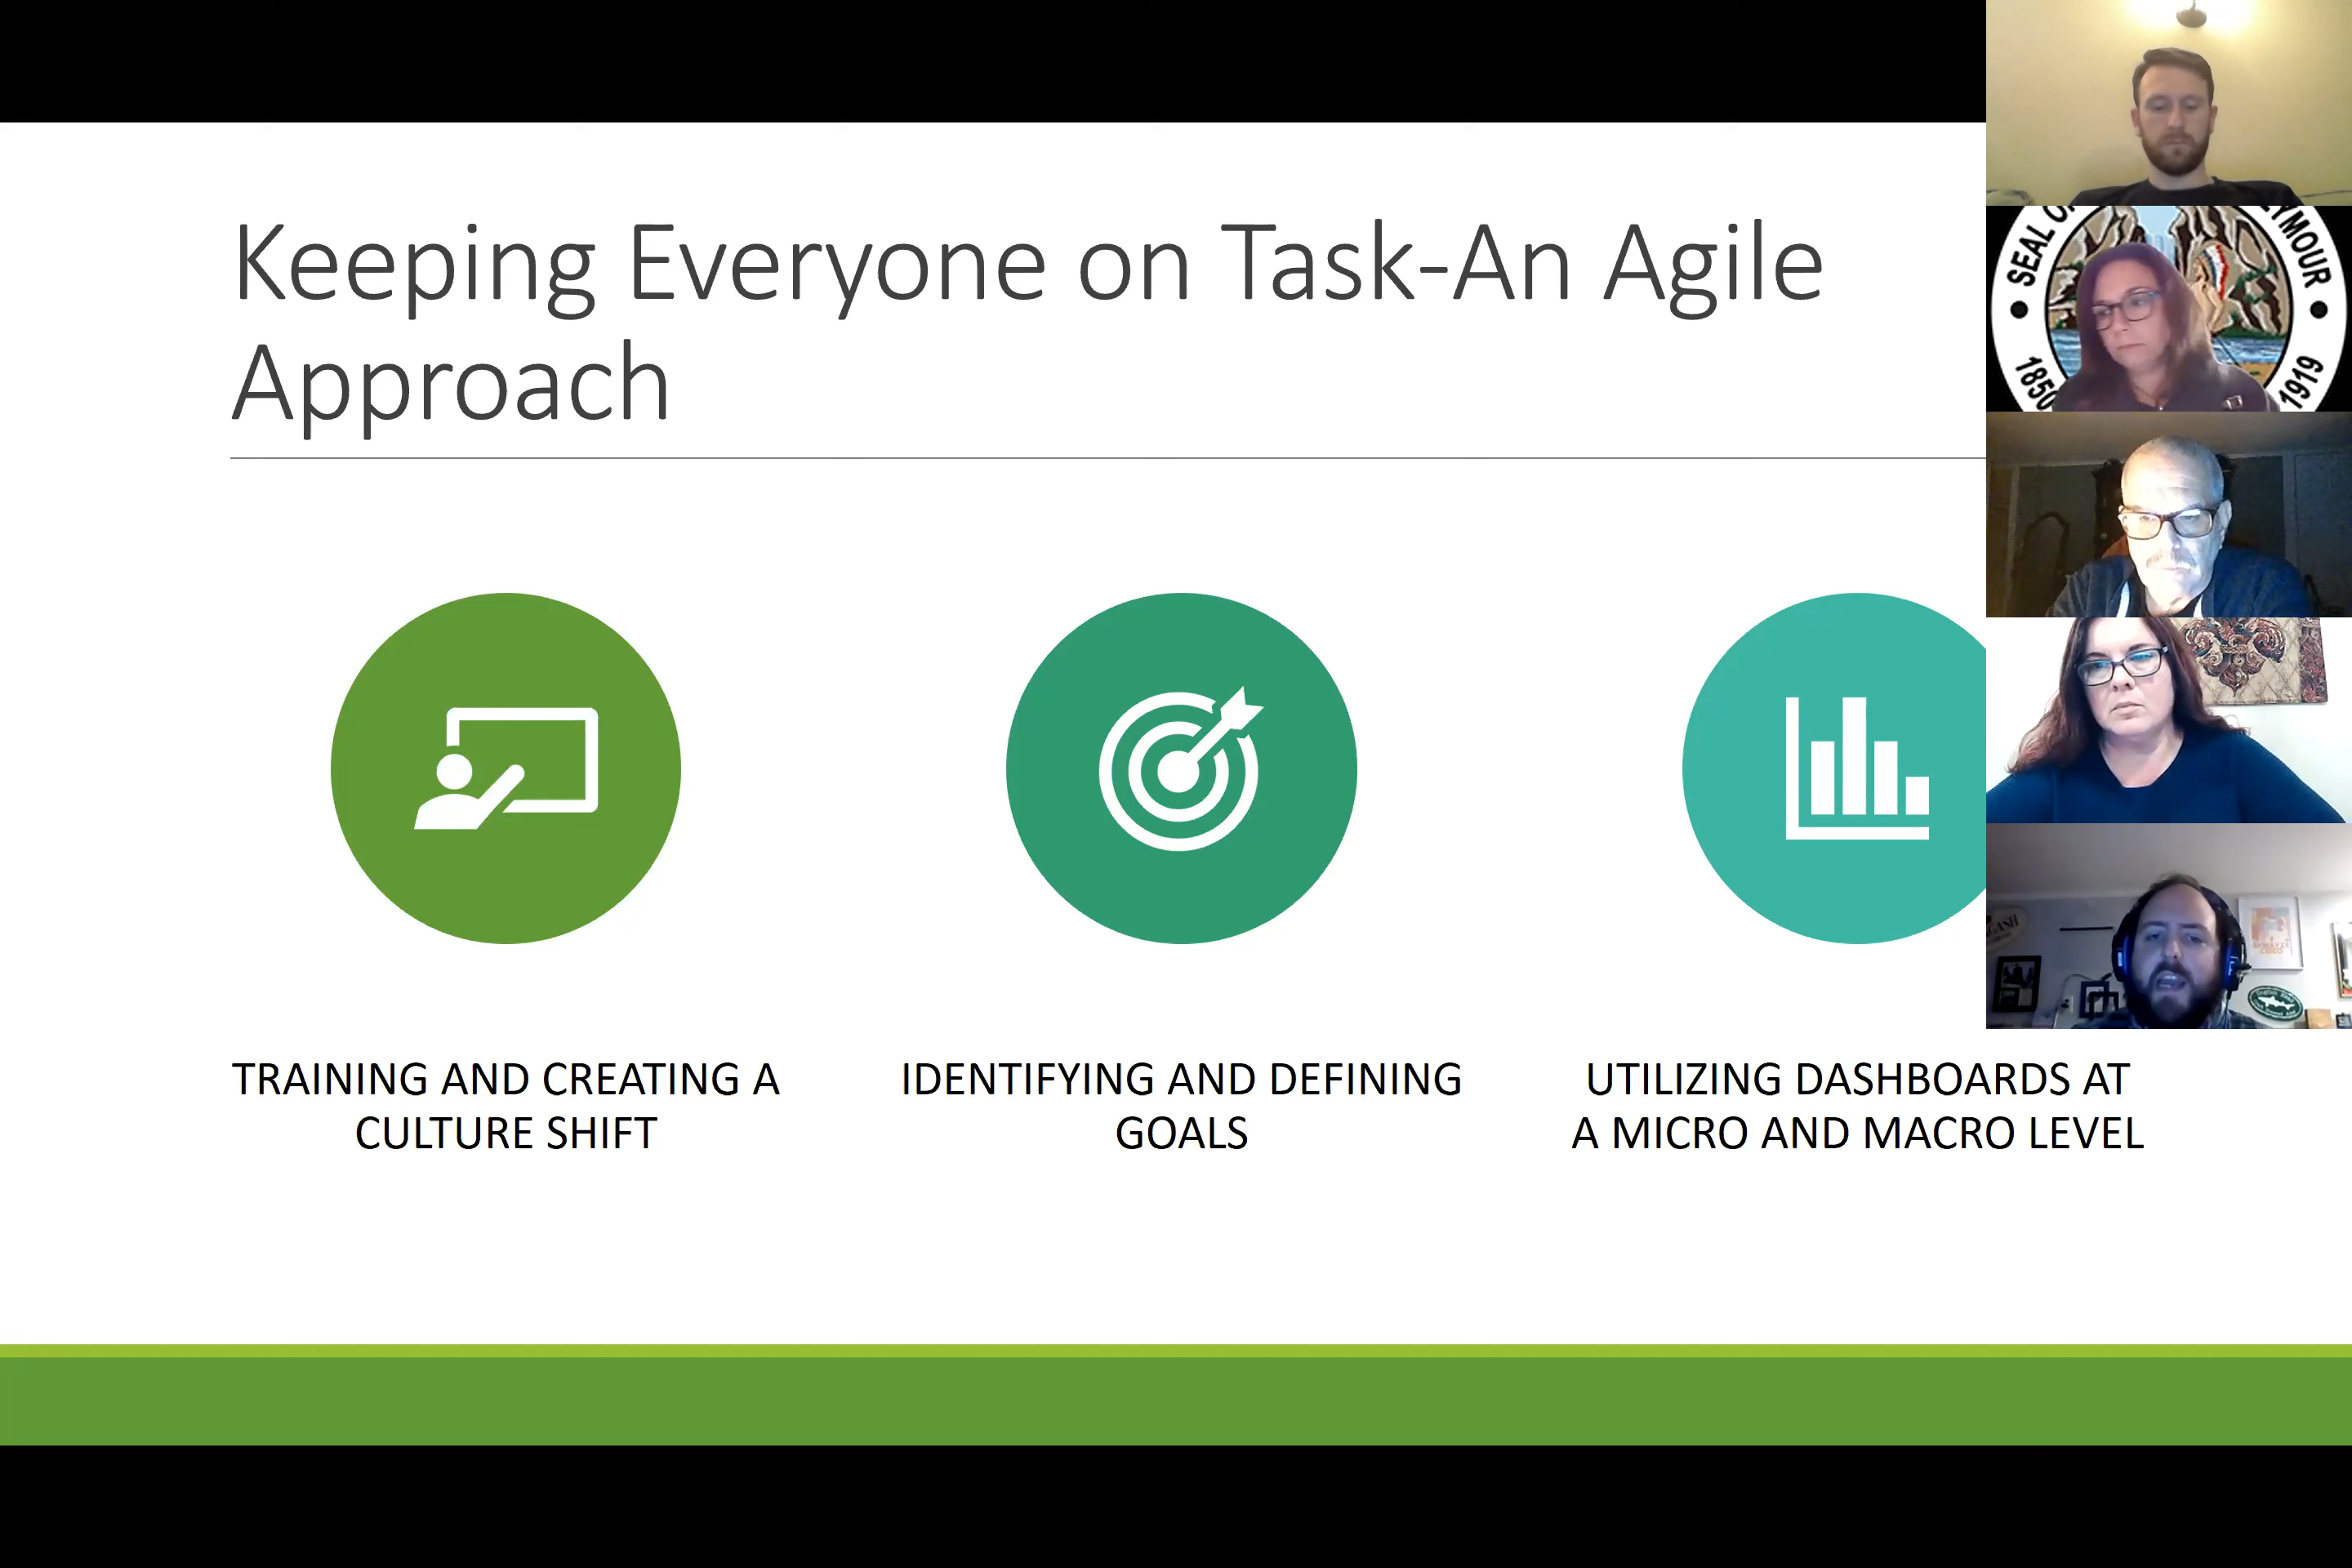 Keeping Everyone on Task-An Agile
Approach
TRAINING AND CREATING A
CULTURE SHIFT
IDENTIFYING AND DEFINING
GOALS
UTILIZING DASHBOARDS AT
A MICRO AND MACRO LEVEL
SEAL
1850
1919